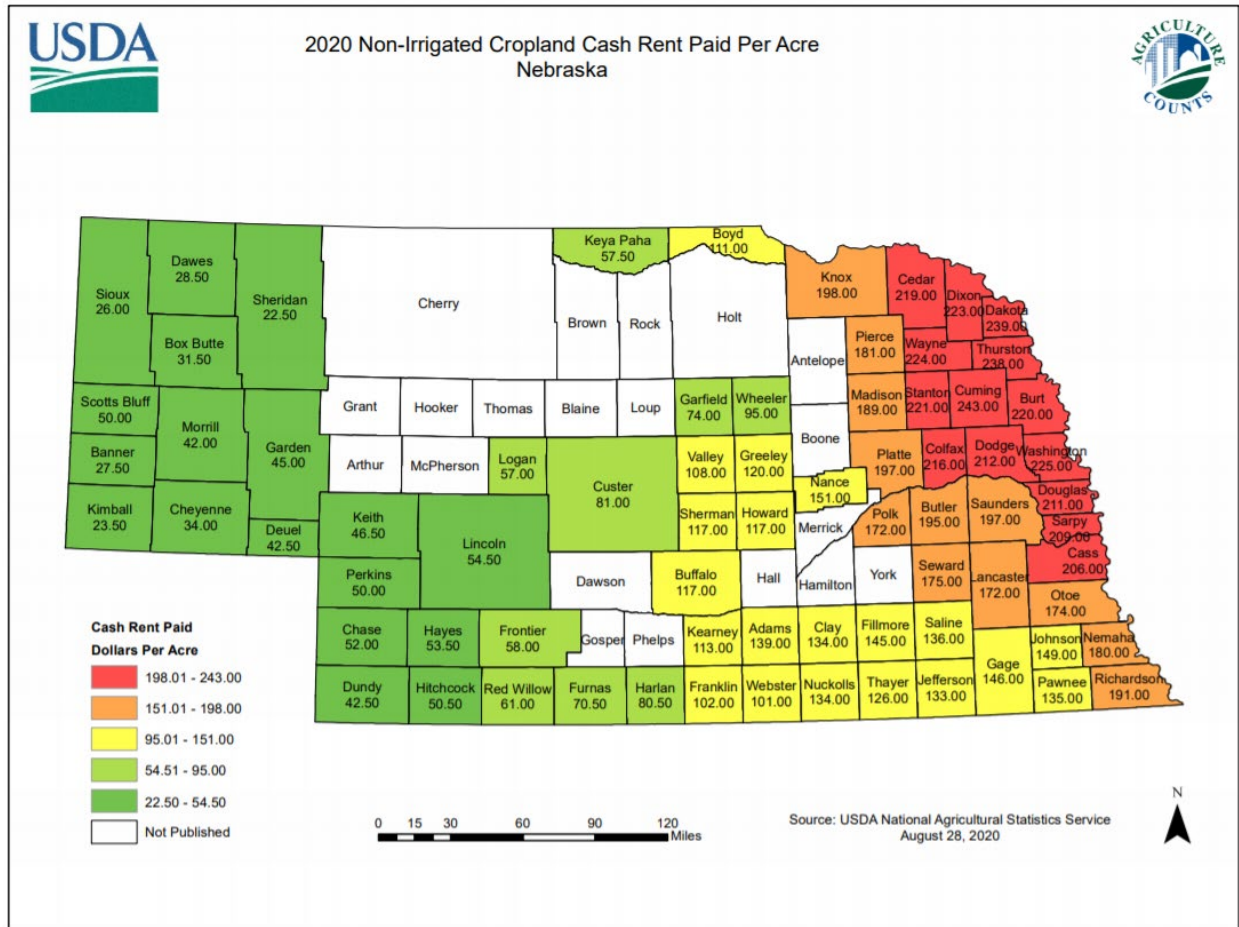 USDA
2020 Non-Irrigated Cropland Cash Rent Paid Per Acre
Nebraska
AGRICULTURE
COUNTS
Sioux
26.00
Dawes
28.50
Sheridan
22.50
Box Butte
31.50
Cherry
Keya Paha
57.50
Boyd
111.00
Brown
Rock
Holt
Knox
198.00
Cedar
219.00
Dixon
223.00
Dakota
239.00
Antelope
Pierce
181.00
Wayne
224.00
Thurston
238.00
Scotts Bluff
50.00
Banner
27.50
Kimball
23.50
Morrill
42.00
Cheyenne
34.00
Garden
45.00
Deuel
42.50
Grant
Hooker
Thomas
Blaine
Loup
Garfield
74.00
Wheeler
95.00
Madison
189.00
Stanton
221.00
Cuming
243.00
Burt
220.00
Arthur
McPherson
Logan
57.00
Custer
81.00
Valley
108.00
Greeley
120.00
Boone
Nance
151.00
Platte
197.00
Colfax
216.00
Dodge
212.00
Washington
225.00
Keith
46.50
Lincoln
54.50
Sherman
117.00
Howard
117.00
Merrick
Polk
172.00
Butler
195.00
Saunders
197.00
Douglas
211.00
Sarpy
209.00
Perkins
50.00
Dawson
Buffalo
117.00
Hall
Hamilton
York
Seward
175.00
Lancaster
172.00
Cass
206.00
Otoe
174.00
Chase
52.00
Hayes
53.50
Frontier
58.00
Gosper
Phelps
Kearney
113.00
Adams
139.00
Clay
134.00
Fillmore
145.00
Saline
136.00
Gage
146.00
Johnson
149.00
Nemaha
180.00
Dundy
42.50
Hitchcock
50.50
Red Willow
61.00
Furnas
70.50
Harlan
80.50
Franklin
102.00
Webster
101.00
Nuckolls
134.00
Thayer
126.00
Jefferson
133.00
Pawnee
135.00
Richardson
191.00
Cash Rent Paid
Dollars Per Acre
198.01 - 243.00
151.01 - 198.00
95.01 - 151.00
54.51 - 95.00
22.50 - 54.50
Not Published
0 15 30 60 90 120
Miles
Source: USDA National Agricultural Statistics Service
August 28, 2020
N